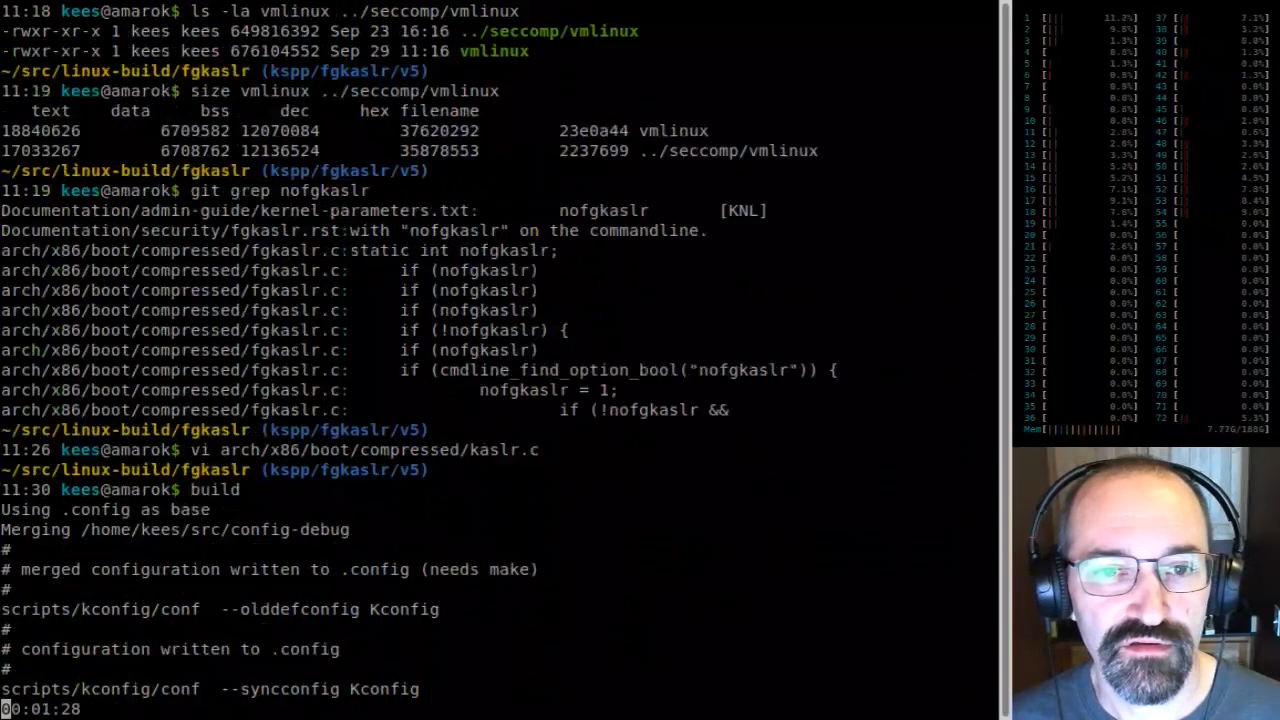 11:18 kees@amarok$ ls -la vmlinux ../seccomp/vmlinux
-rwxr-xr-x 1 kees kees 649816392 Sep 23 16:16 ../seccomp/vmlinux
-rwxr-xr-x 1 kees kees 676104552 Sep 29 11:16 vmlinux
~/src/linux-build/fgkaslr (kspp/fgkaslr/v5)
11:19 kees@amarok$ size vmlinux ../seccomp/vmlinux
text data bss dec hex filename
18840626 6709582 12070084 37620292 23e0a44 vmlinux
17033267 6708762 12136524 35878553 2237699 ../seccomp/vmlinux
~/src/linux-build/fgkaslr (kspp/fgkaslr/v5)
11:19 kees@amarok$ git grep nofgkaslr
Documentation/admin-guide/kernel-parameters.txt: nofgkaslr [KNL]
Documentation/security/fgkaslr.rst:with "nofgkaslr" on the commandline.
arch/x86/boot/compressed/fgkaslr.c:static int nofgkaslr;
arch/x86/boot/compressed/fgkaslr.c: if (nofgkaslr)
arch/x86/boot/compressed/fgkaslr.c: if (nofgkaslr)
arch/x86/boot/compressed/fgkaslr.c: if (nofgkaslr)
arch/x86/boot/compressed/fgkaslr.c: if (!nofgkaslr) {
arch/x86/boot/compressed/fgkaslr.c: if (nofgkaslr)
arch/x86/boot/compressed/fgkaslr.c: if (cmdline_find_option_bool("nofgkaslr")) {
arch/x86/boot/compressed/fgkaslr.c: nofgkaslr = 1;
arch/x86/boot/compressed/fgkaslr.c: if (!nofgkaslr &&
~/src/linux-build/fgkaslr (kspp/fgkaslr/v5)
11:26 kees@amarok$ vi arch/x86/boot/compressed/kaslr.c
~/src/linux-build/fgkaslr (kspp/fgkaslr/v5)
11:30 kees@amarok$ build
Using .config as base
Merging /home/kees/src/config-debug
#
# merged configuration written to .config (needs make)
#
scripts/kconfig/conf --olddefconfig Kconfig
#
# configuration written to .config
#
scripts/kconfig/conf --syncconfig Kconfig
00:01:28
Mem[ 7.77G/188G]